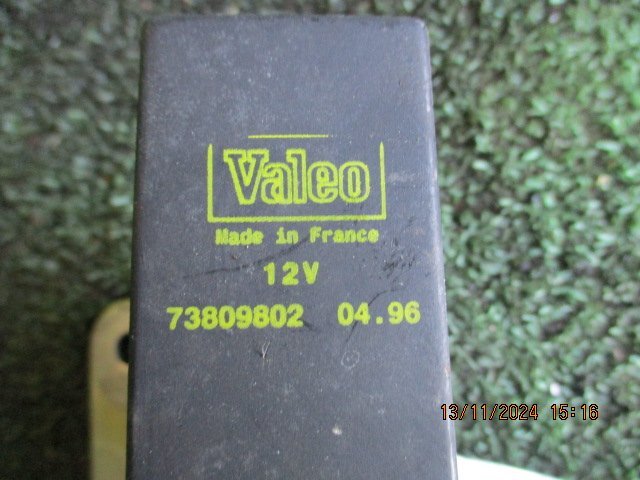 Valeo
Made in France
12V
73809802 04.96
13/11/2024 15:16